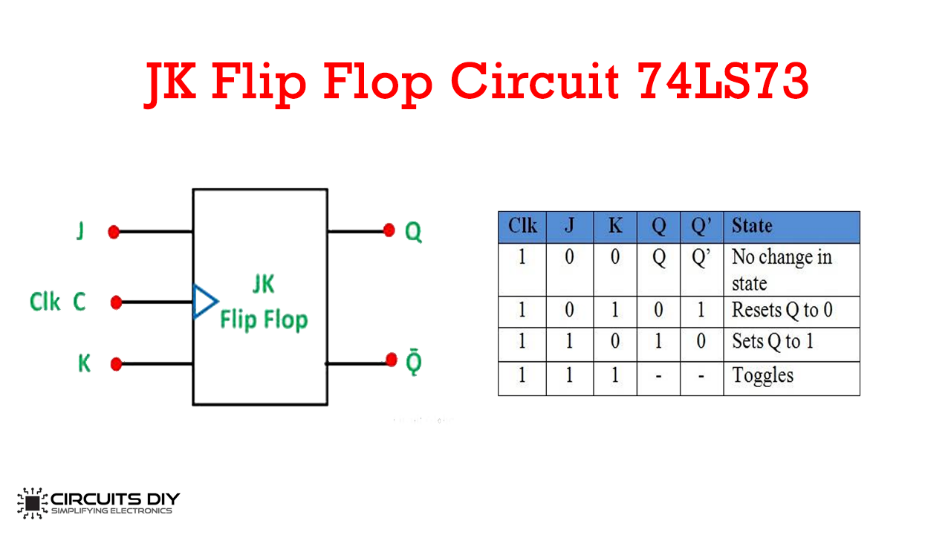 JK Flip Flop Circuit 74LS73
J
Q
Clk C
JK
Flip Flop
K
Q̄
Clk J K Q Q’ State
1 0 0 Q Q’ No change in
state
1 0 1 0 1 Resets Q to 0
1 1 0 1 0 Sets Q to 1
1 1 1 - - Toggles
CIRCUITS DIY
SIMPLIFYING ELECTRONICS